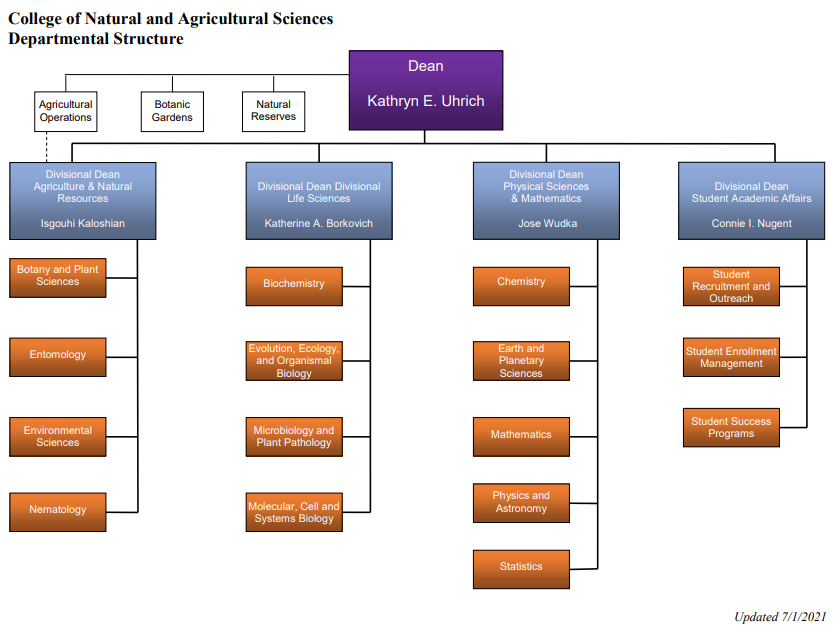 College of Natural and Agricultural Sciences
Departmental Structure
Dean
Kathryn E. Uhrich
Agricultural
Operations
Botanic
Gardens
Natural
Reserves
Divisional Dean
Agriculture & Natural
Resources
Isgouhi Kaloshian
Divisional Dean Divisional
Life Sciences
Katherine A. Borkovich
Divisional Dean
Physical Sciences
& Mathematics
Jose Wudka
Divisional Dean
Student Academic Affairs
Connie I. Nugent
Botany and Plant
Sciences
Entomology
Environmental
Sciences
Nematology
Biochemistry
Evolution, Ecology,
and Organismal
Biology
Microbiology and
Plant Pathology
Molecular, Cell and
Systems Biology
Chemistry
Earth and
Planetary
Sciences
Mathematics
Physics and
Astronomy
Statistics
Student
Recruitment and
Outreach
Student Enrollment
Management
Student Success
Programs
Updated 7/1/2021